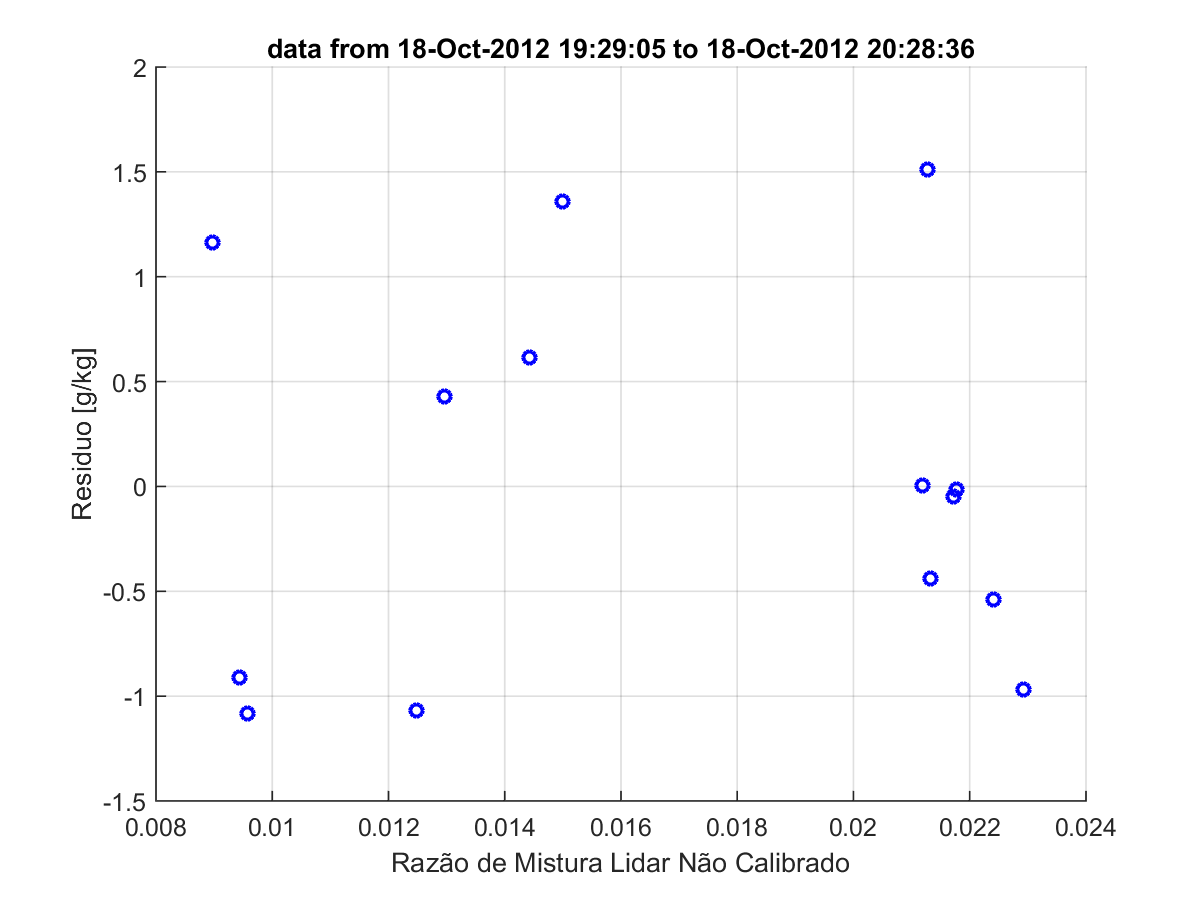 data from 18-Oct-2012 19:29:05 to 18-Oct-2012 20:28:36
2
1.5
1
0.5
0
-0.5
-1
-1.5
Residuo [g/kg]
0.008 0.01 0.012 0.014 0.016 0.018 0.02 0.022 0.024
Razão de Mistura Lidar Não Calibrado